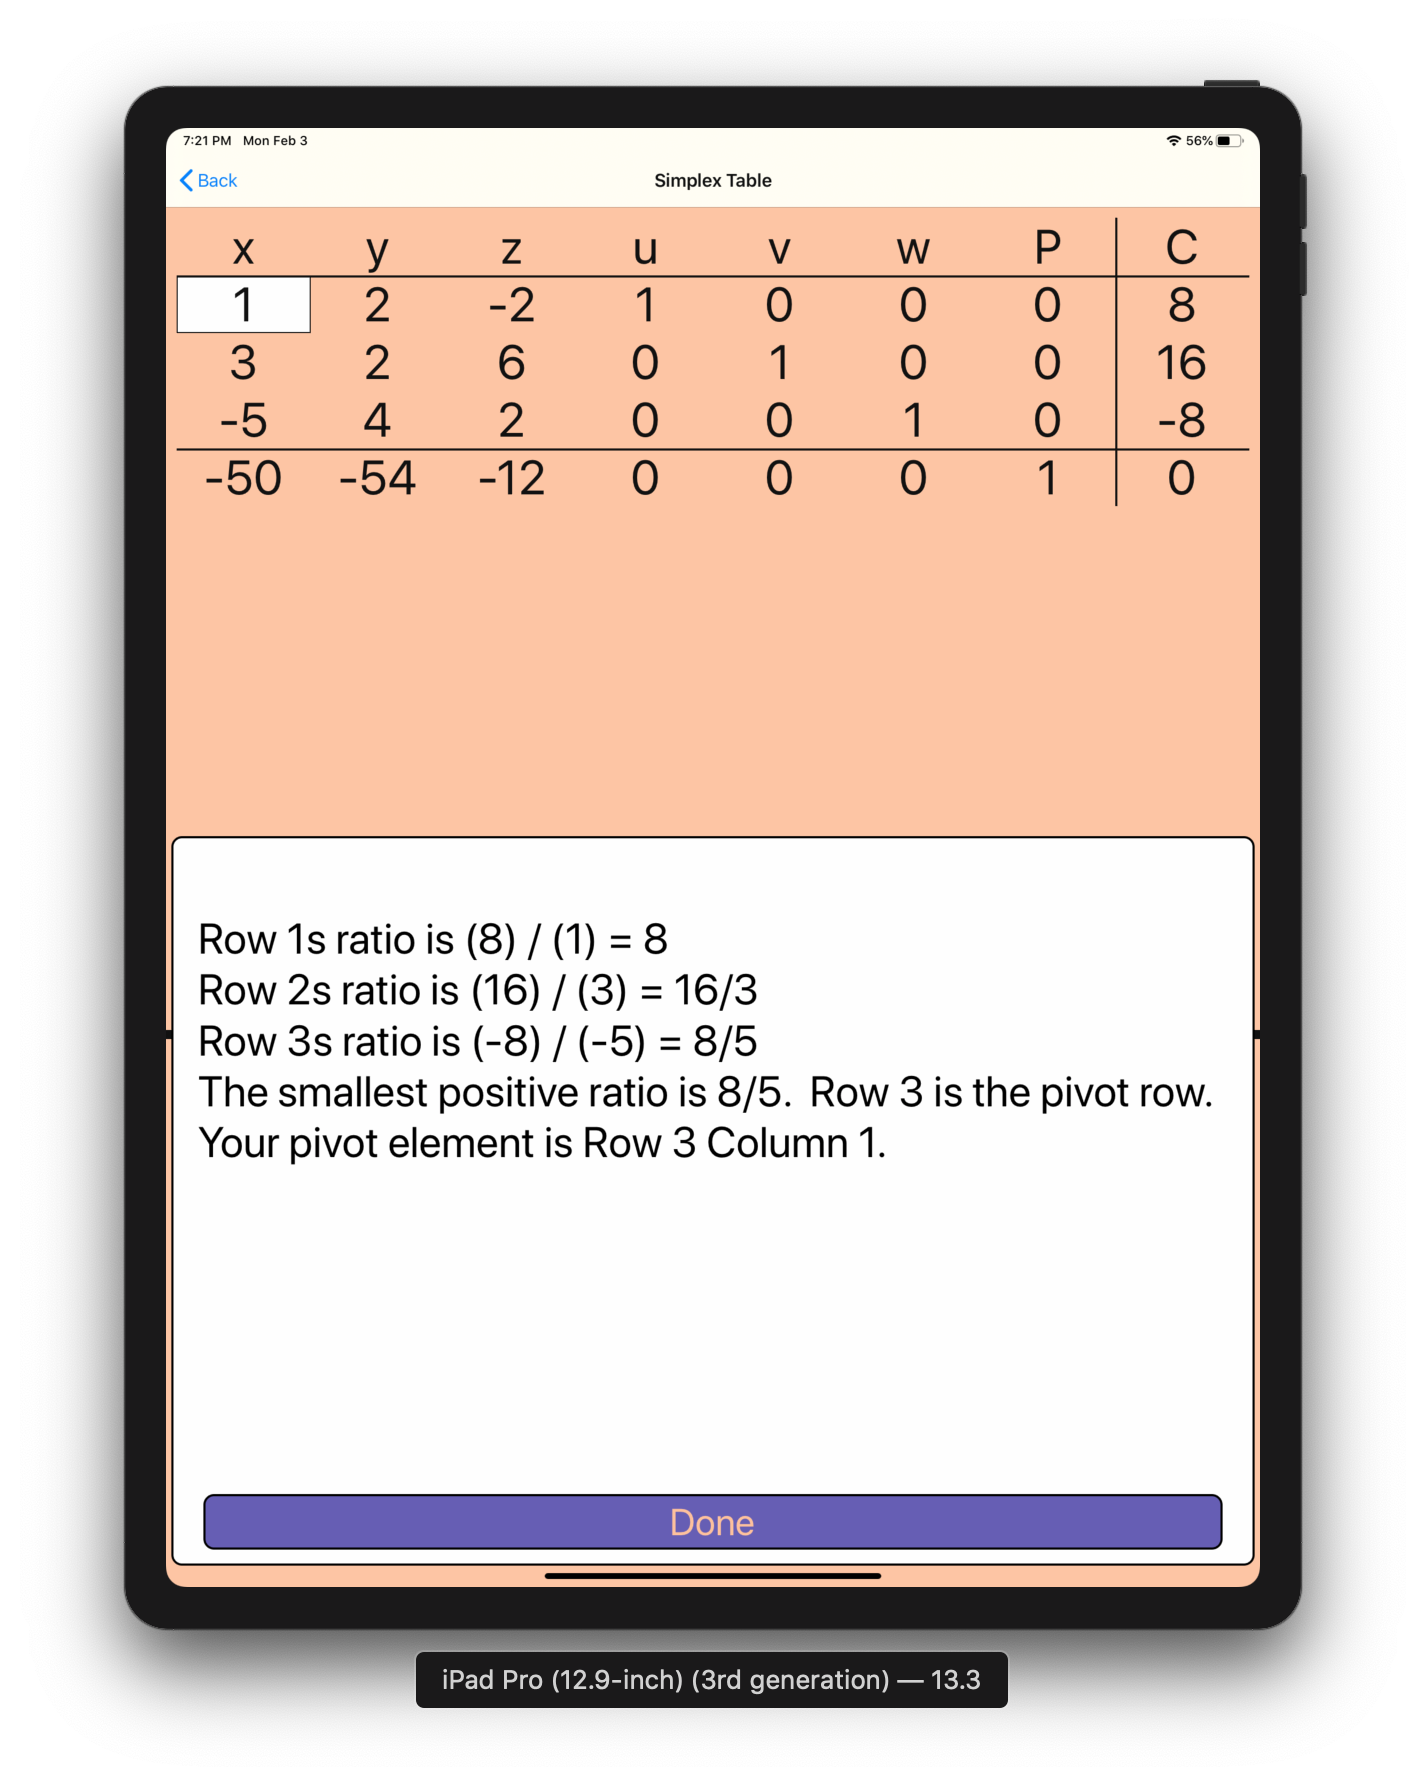 7:21 PM Mon Feb 3 56%
Back Simplex Table
x y z u v w P C
1 2 -2 1 0 0 0 8
3 2 6 0 1 0 0 16
-5 4 2 0 0 1 0 -8
-50 -54 -12 0 0 0 1 0
Row 1s ratio is (8) / (1) = 8
Row 2s ratio is (16) / (3) = 16/3
Row 3s ratio is (-8) / (-5) = 8/5
The smallest positive ratio is 8/5.  Row 3 is the pivot row.
Your pivot element is Row 3 Column 1.
Done
iPad Pro (12.9-inch) (3rd generation) — 13.3